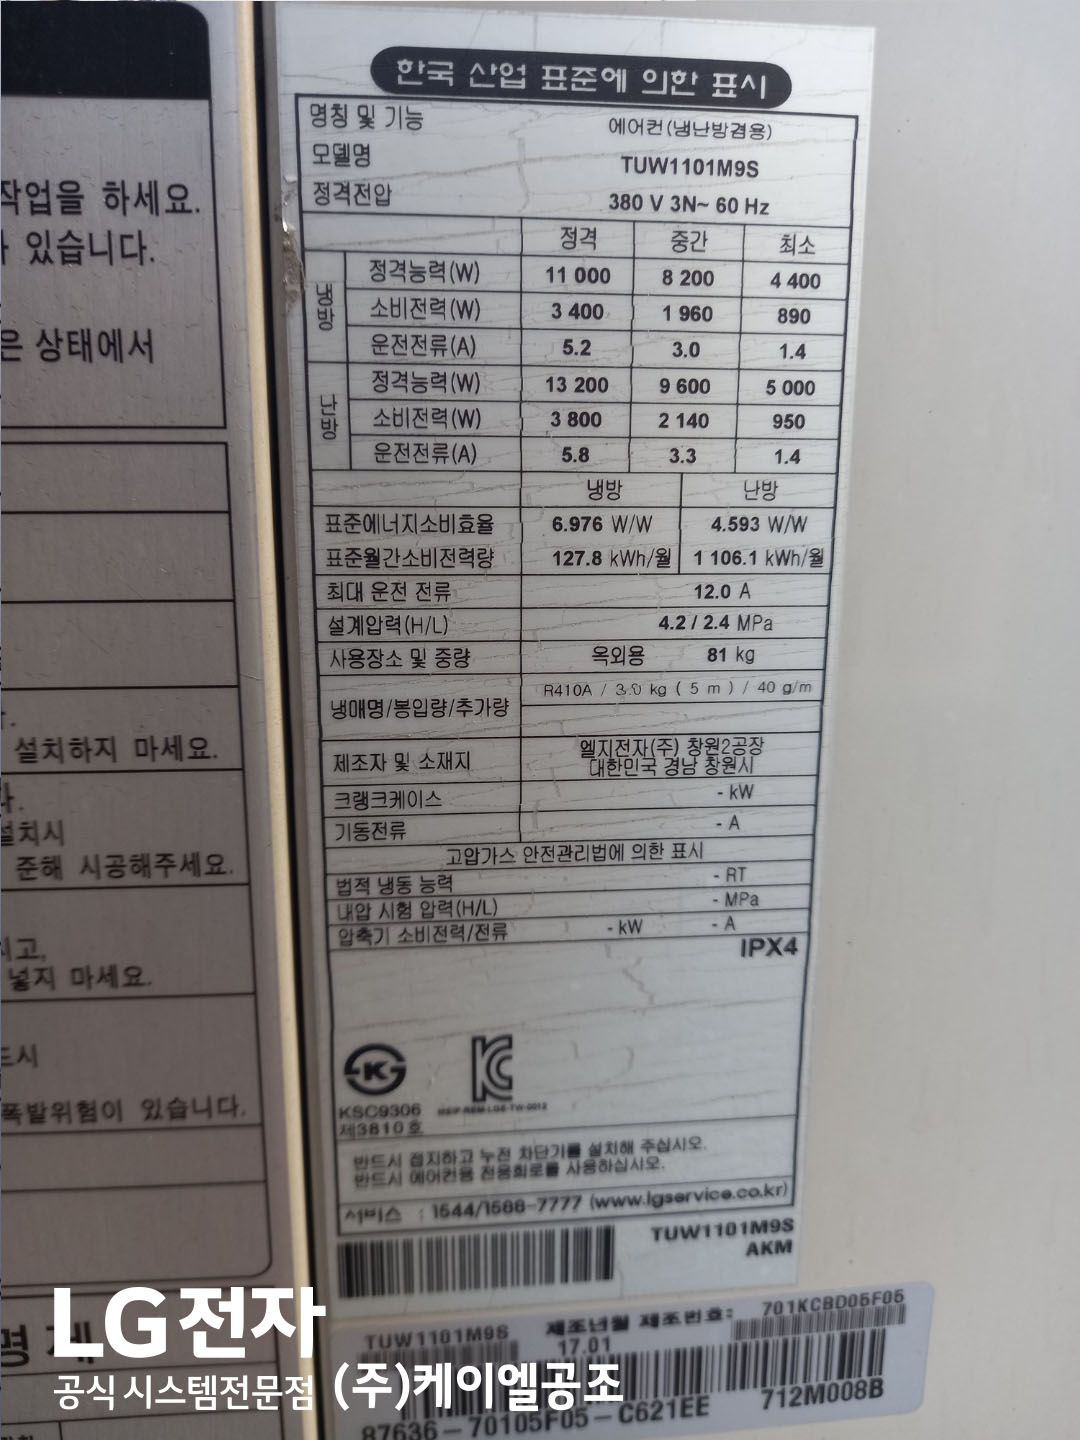 작업을 하세요.
있습니다.
은 상태에서
설치하지 마세요.
설치시
준해 시공해주세요.
넣지 마세요.
폭발위험이 있습니다.
한국 산업 표준에 의한 표시
명칭 및 기능 에어컨(냉난방겸용)
모델명 TUW1101M9S
정격전압 380 V 3N~ 60 Hz
정격 중간 최소
냉방
정격능력(W) 11 000 8 200 4 400
소비전력(W) 3 400 1 960 890
운전전류(A) 5.2 3.0 1.4
난방
정격능력(W) 13 200 9 600 5 000
소비전력(W) 3 800 2 140 950
운전전류(A) 5.8 3.3 1.4
냉방 난방
표준에너지소비효율 6.976 W/W 4.593 W/W
표준월간소비전력량 127.8 kWh/월 1 106.1 kWh/월
최대 운전 전류 12.0 A
설계압력(H/L) 4.2 / 2.4 MPa
사용장소 및 중량 옥외용 81 kg
냉매명/봉입량/추가량 R410A / 3.0 kg ( 5 m ) / 40 g/m
제조자 및 소재지 엘지전자(주) 창원2공장
대한민국 경남 창원시
크랭크케이스 - kW
기동전류 - A
고압가스 안전관리법에 의한 표시
법적 냉동 능력 - RT
내압 시험 압력(H/L) - MPa
압축기 소비전력/전류 - kW - A
IPX4
KSC9306
제3810호
MSIP-REM-LGE-TW-0012
반드시 접지하고 누전 차단기를 설치해 주십시오.
반드시 에어컨용 전용회로를 사용하십시오.
서비스 : 1544/1588-7777 (www.lgservice.co.kr)
TUW1101M9S
AKM
TUW1101M9S 제조년월 제조번호: 701KCBD05F05
17.01
712M008B
87636-70105F05-C621EE
LG전자
공식 시스템전문점 (주)케이엘공조